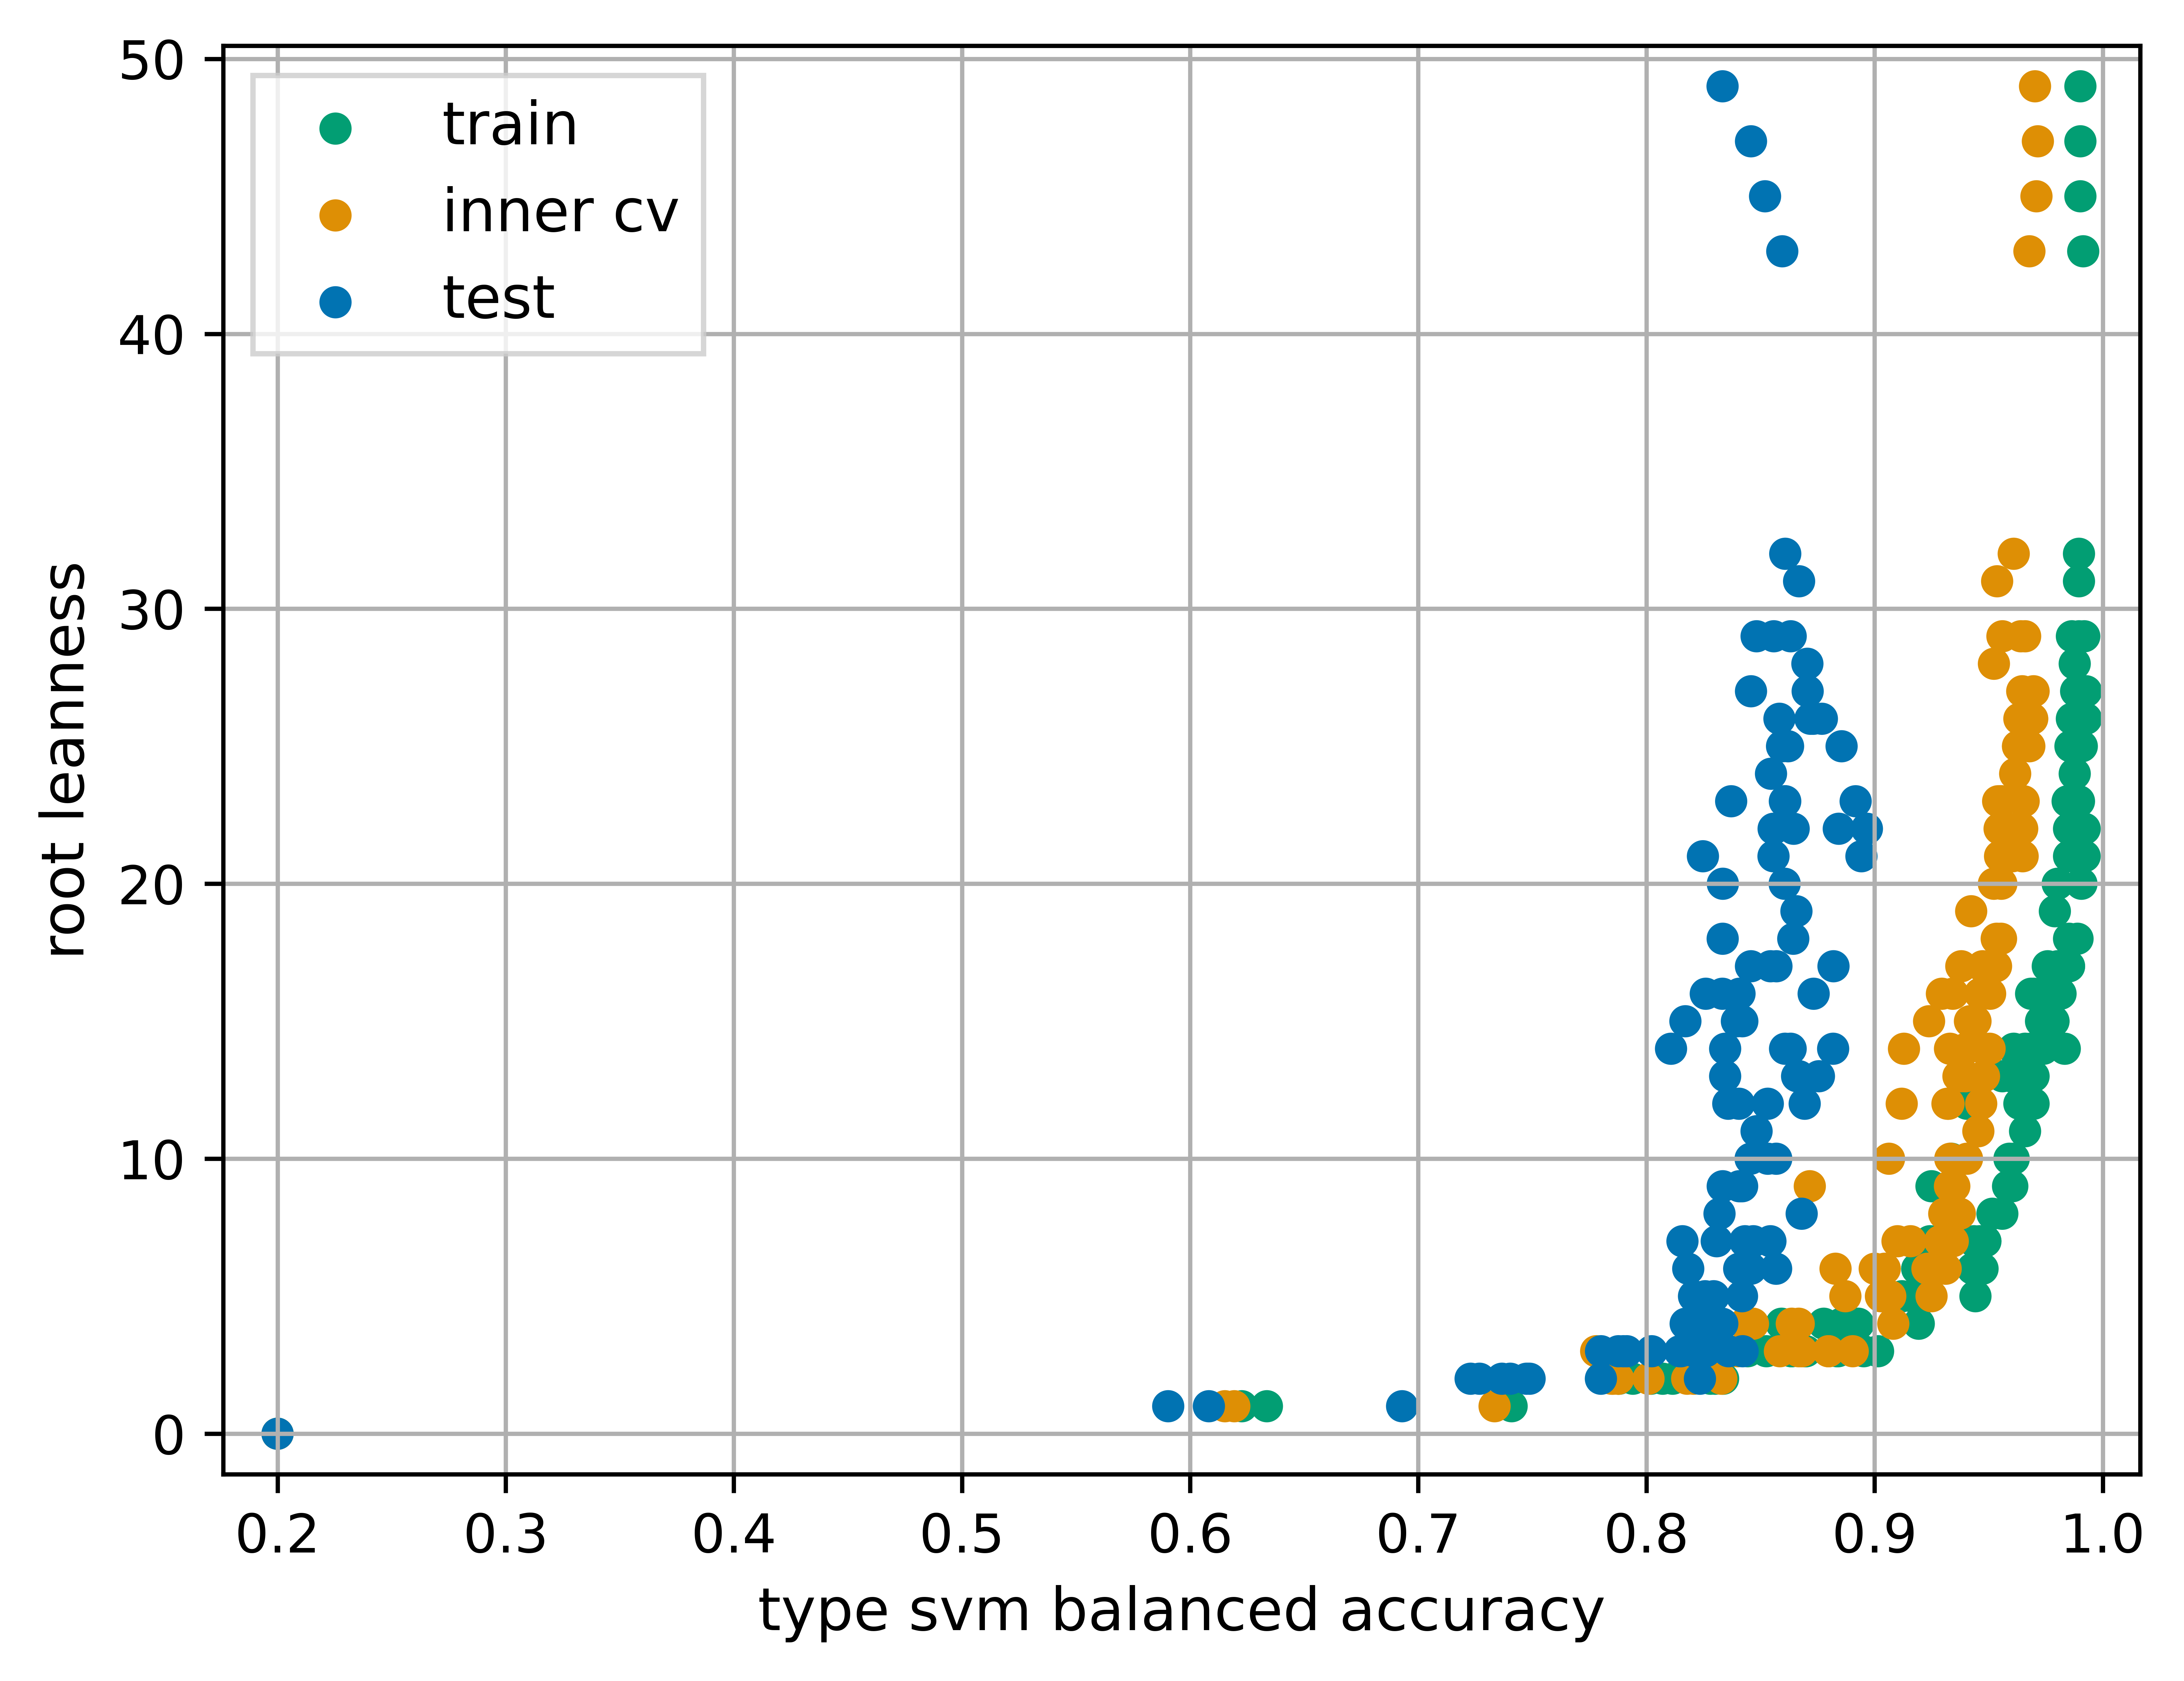 50
40
30
20
10
0
root leanness
train
inner cv
test
0.2 0.3 0.4 0.5 0.6 0.7 0.8 0.9 1.0
type svm balanced accuracy